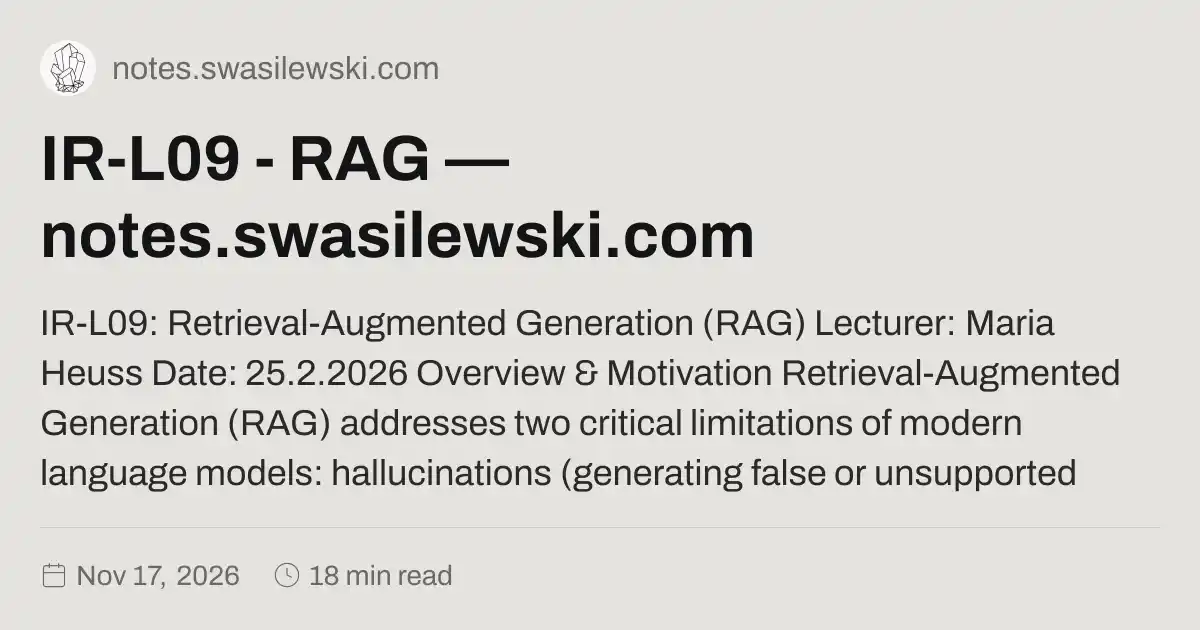 notes.swasilewski.com
IR-L09 - RAG —
notes.swasilewski.com
IR-L09: Retrieval-Augmented Generation (RAG) Lecturer: Maria
Heuss Date: 25.2.2026 Overview & Motivation Retrieval-Augmented
Generation (RAG) addresses two critical limitations of modern
language models: hallucinations (generating false or unsupported
Nov 17, 2026 18 min read